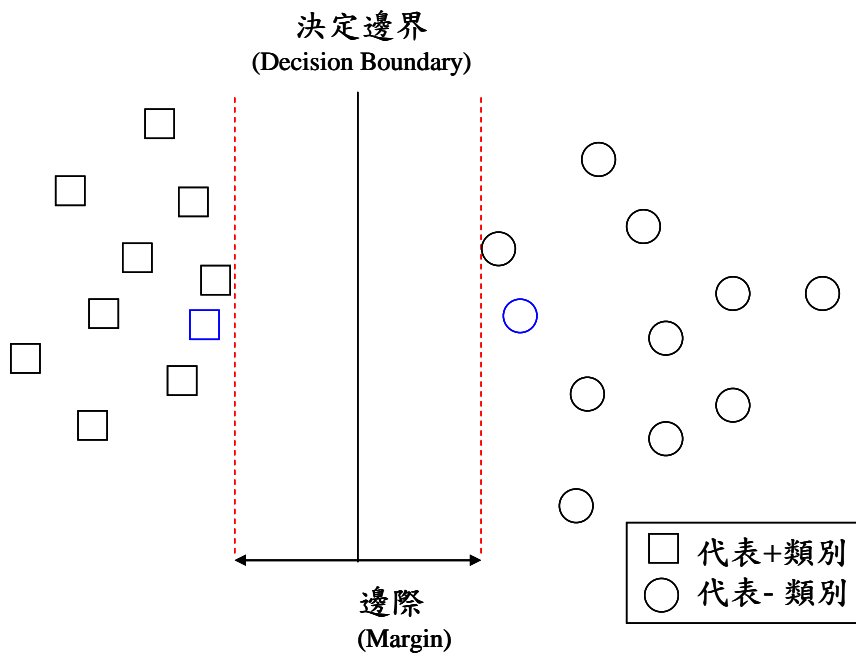 決定邊界
(Decision Boundary)
代表+類別
代表- 類別
邊際
(Margin)